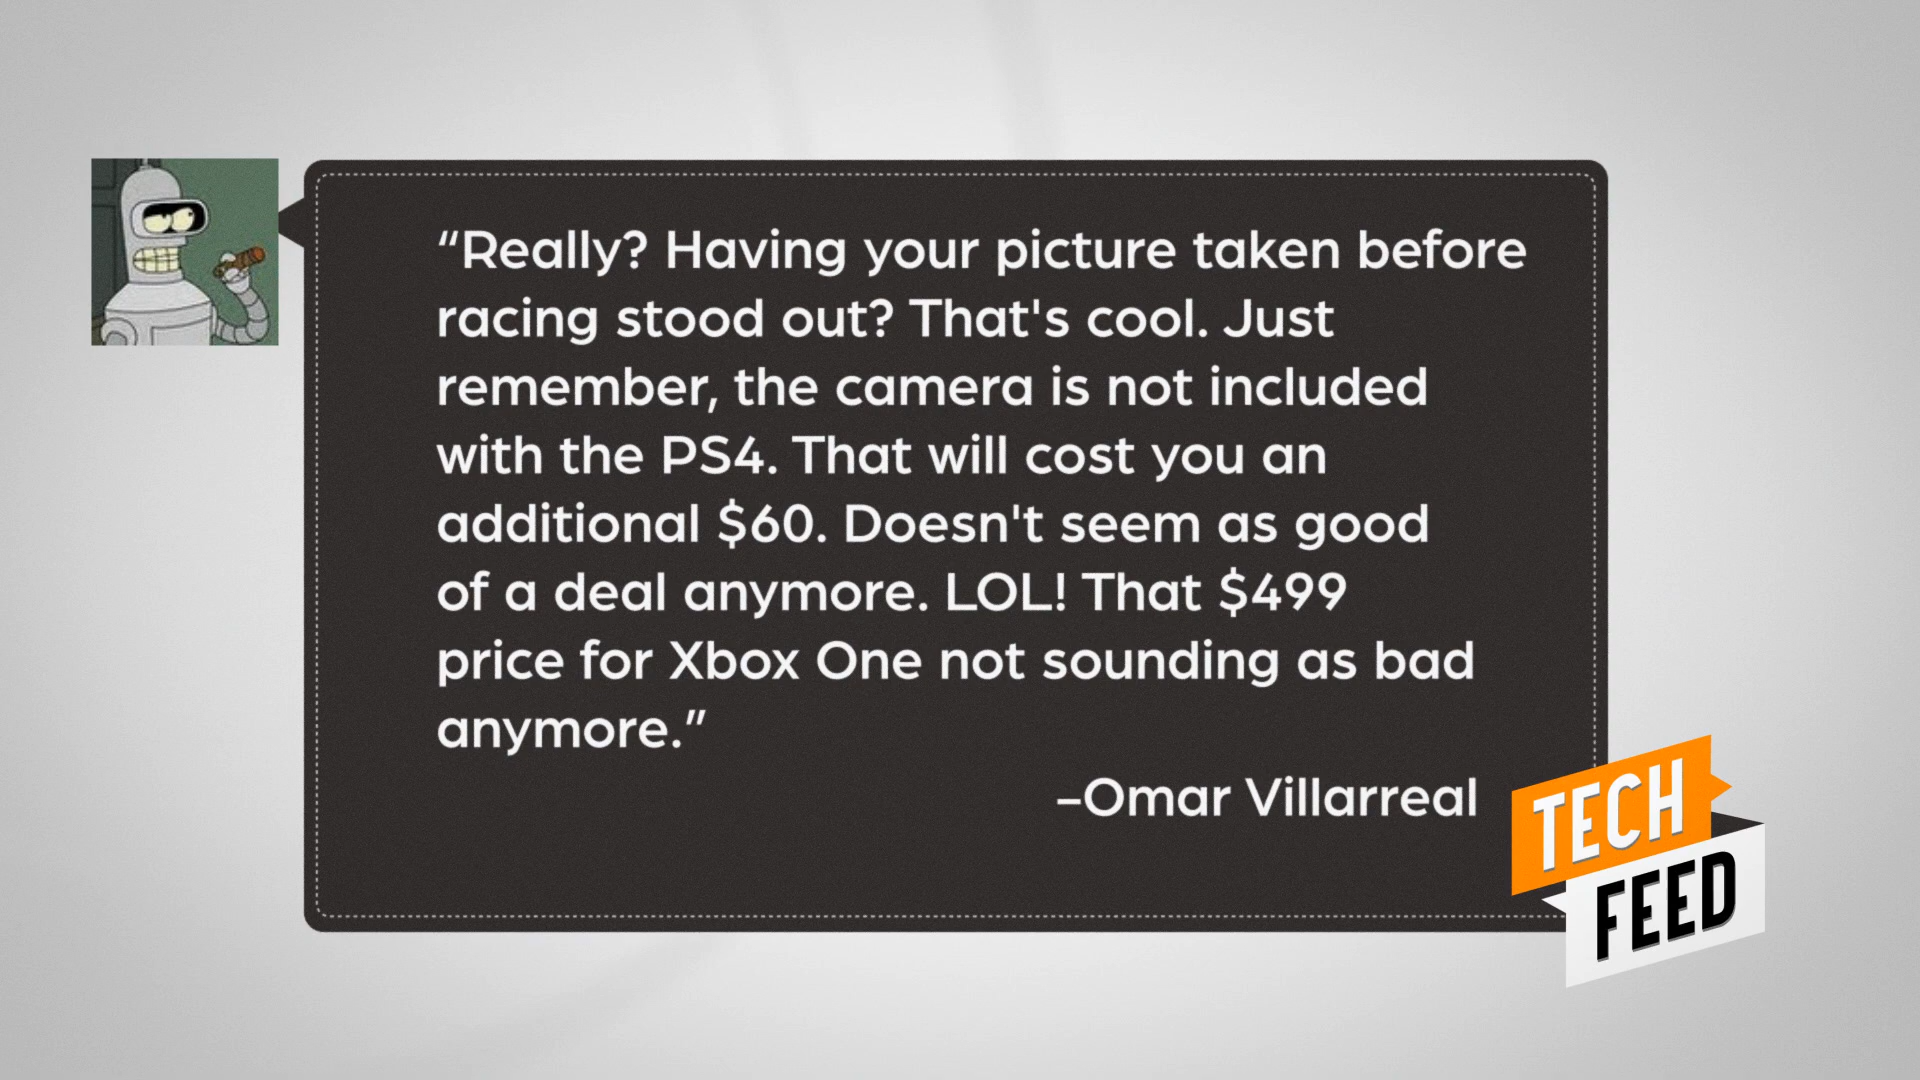 “Really? Having your picture taken before
racing stood out? That's cool. Just
remember, the camera is not included
with the PS4. That will cost you an
additional $60. Doesn't seem as good
of a deal anymore. LOL! That $499
price for Xbox One not sounding as bad
anymore.”
–Omar Villarreal
TECH
FEED